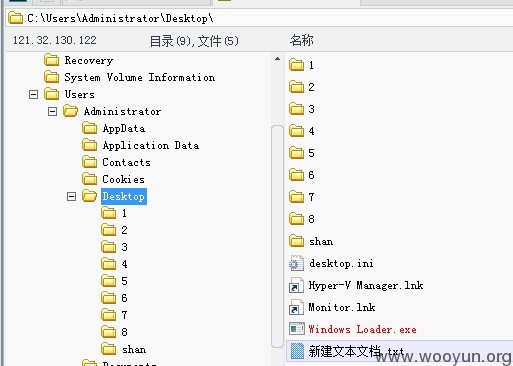 C:\Users\Administrator\Desktop\
121.32.130.122 目录(9),文件(5) 名称
Recovery
System Volume Information
Users
Administrator
AppData
Application Data
Contacts
Cookies
Desktop
1
2
3
4
5
6
7
8
shan
1
2
3
4
5
6
7
8
shan
desktop.ini
Hyper-V Manager.lnk
Monitor.lnk
Windows Loader.exe
新建文本文档.txt
www.wooyun.org